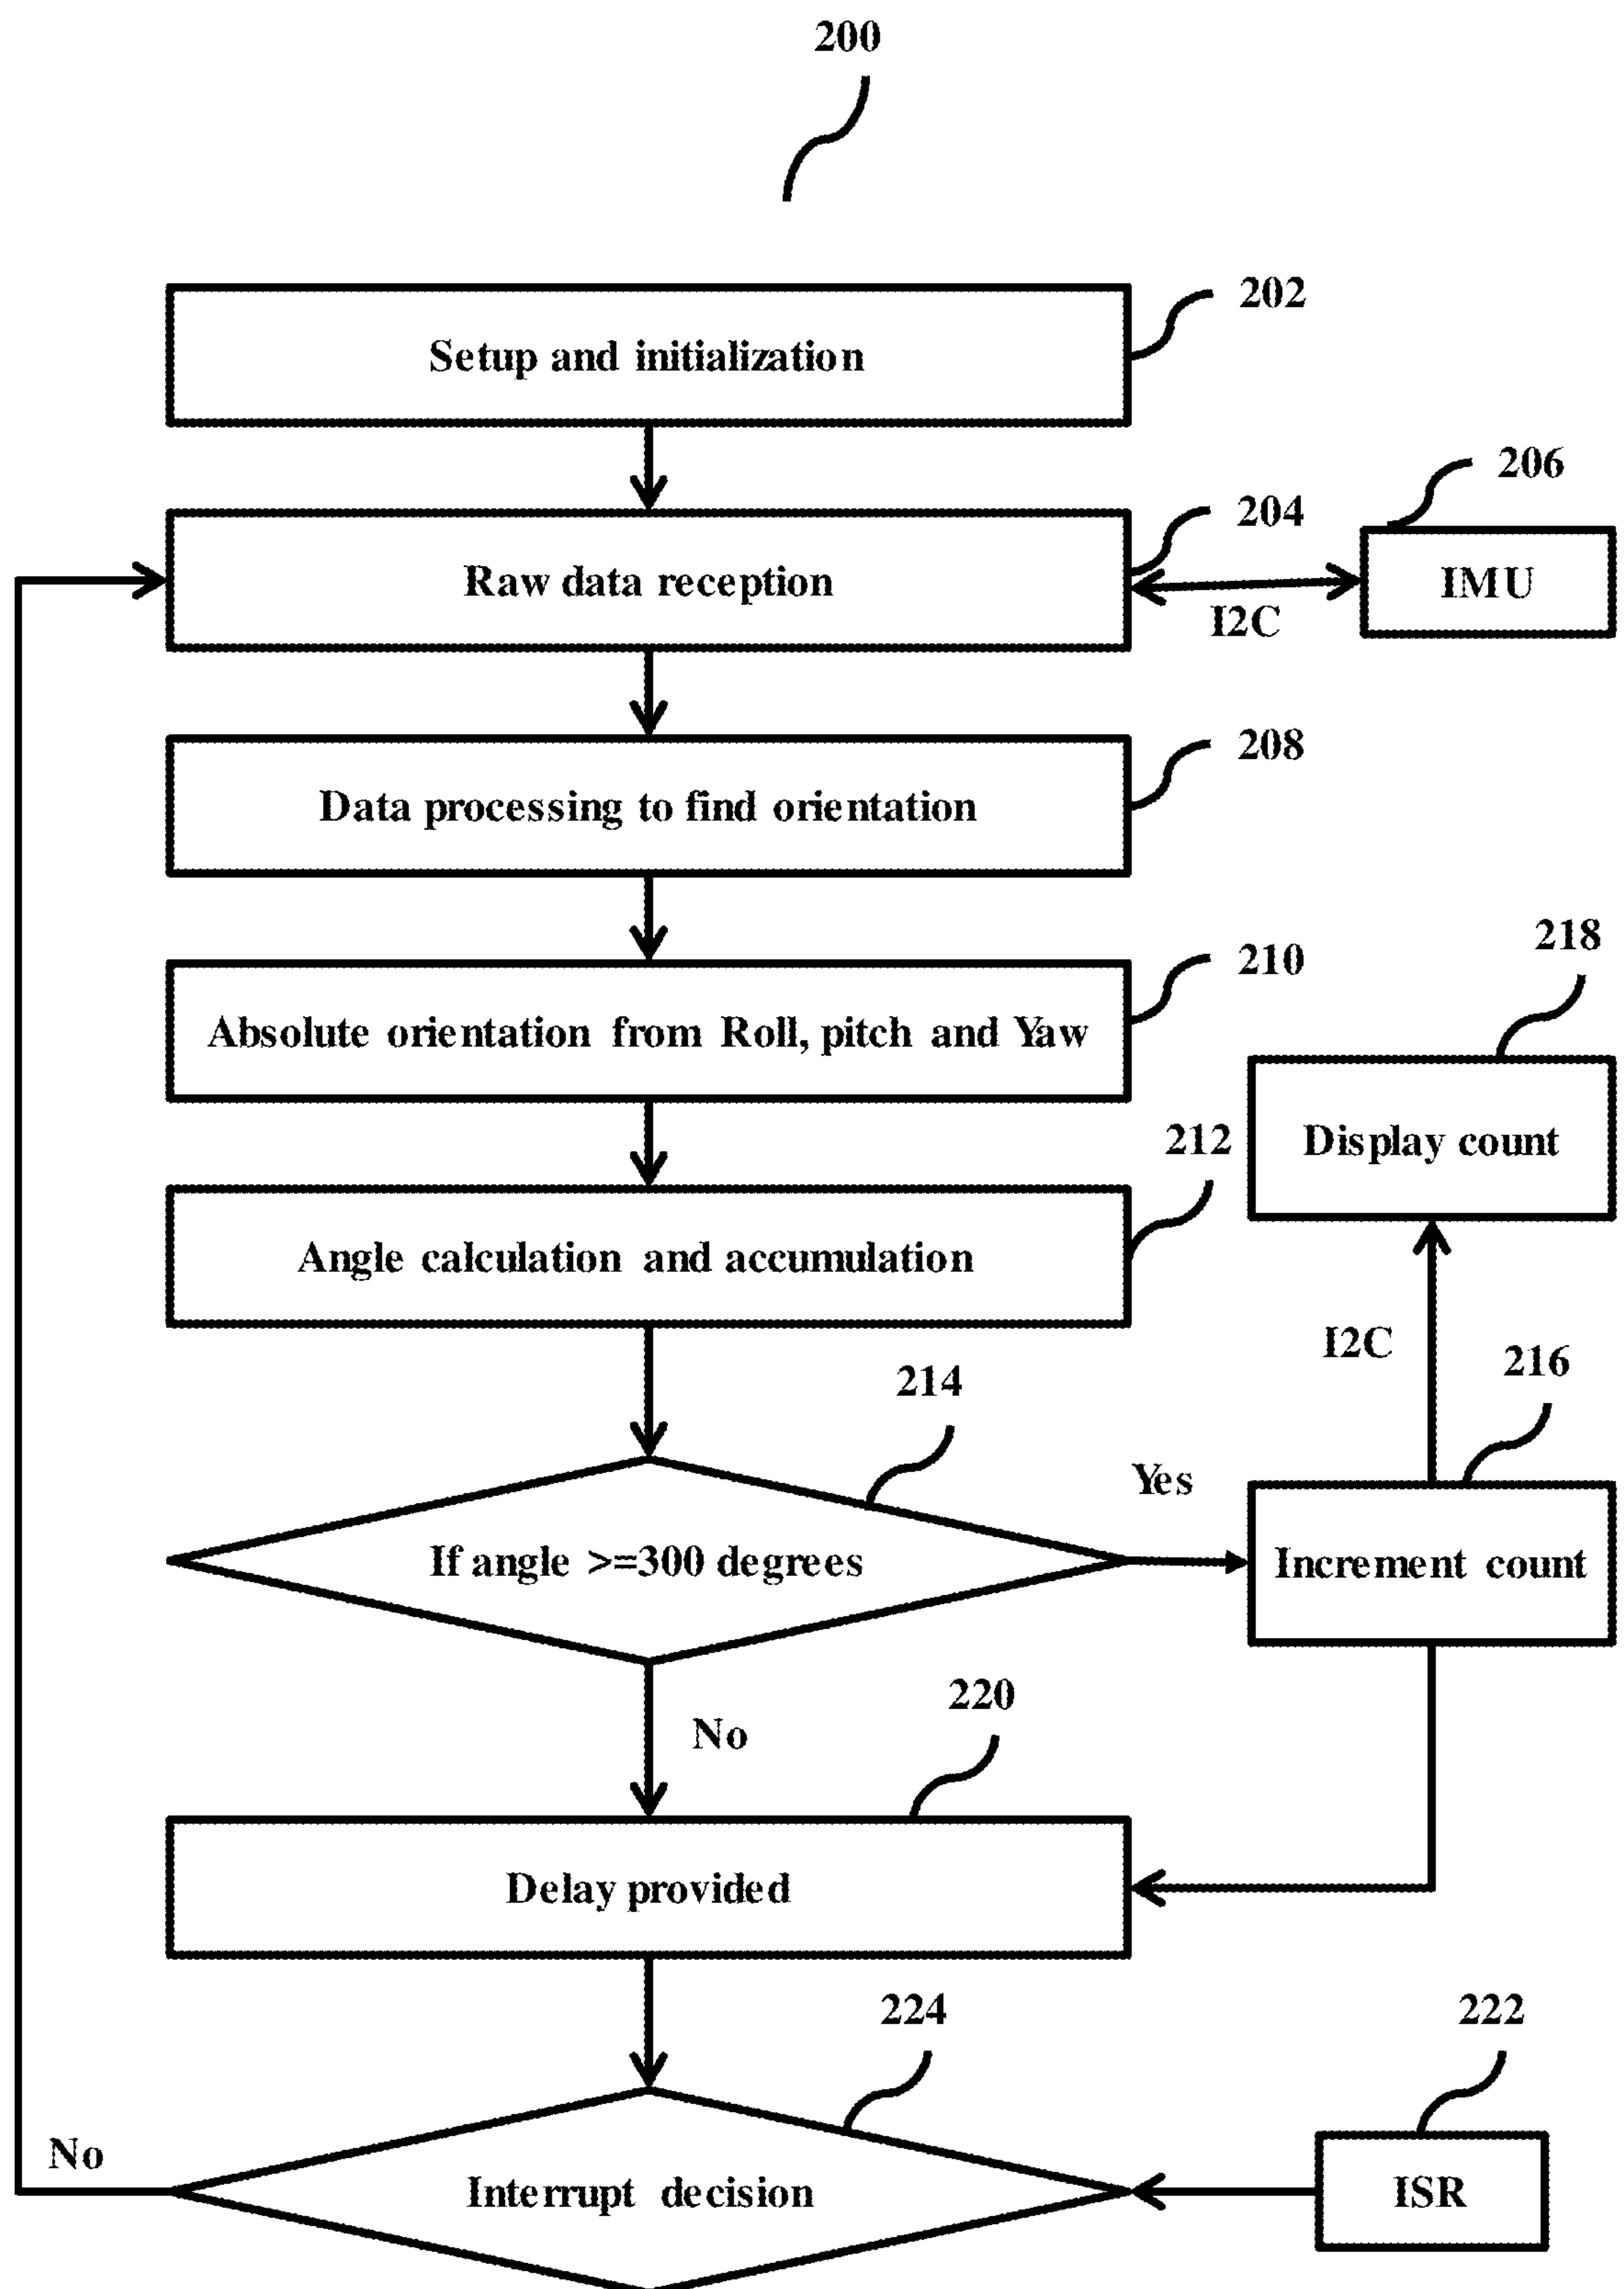 200
202
Setup and initialization
206
204
Raw data reception
IMU
I2C
208
Data processing to find orientation
218
210
Absolute orientation from Roll, pitch and Yaw
212
Display count
Angle calculation and accumulation
I2C
216
214
Yes
If angle >=300 degrees
Increment count
220
No
Delay provided
224
222
No
Interrupt decision
ISR